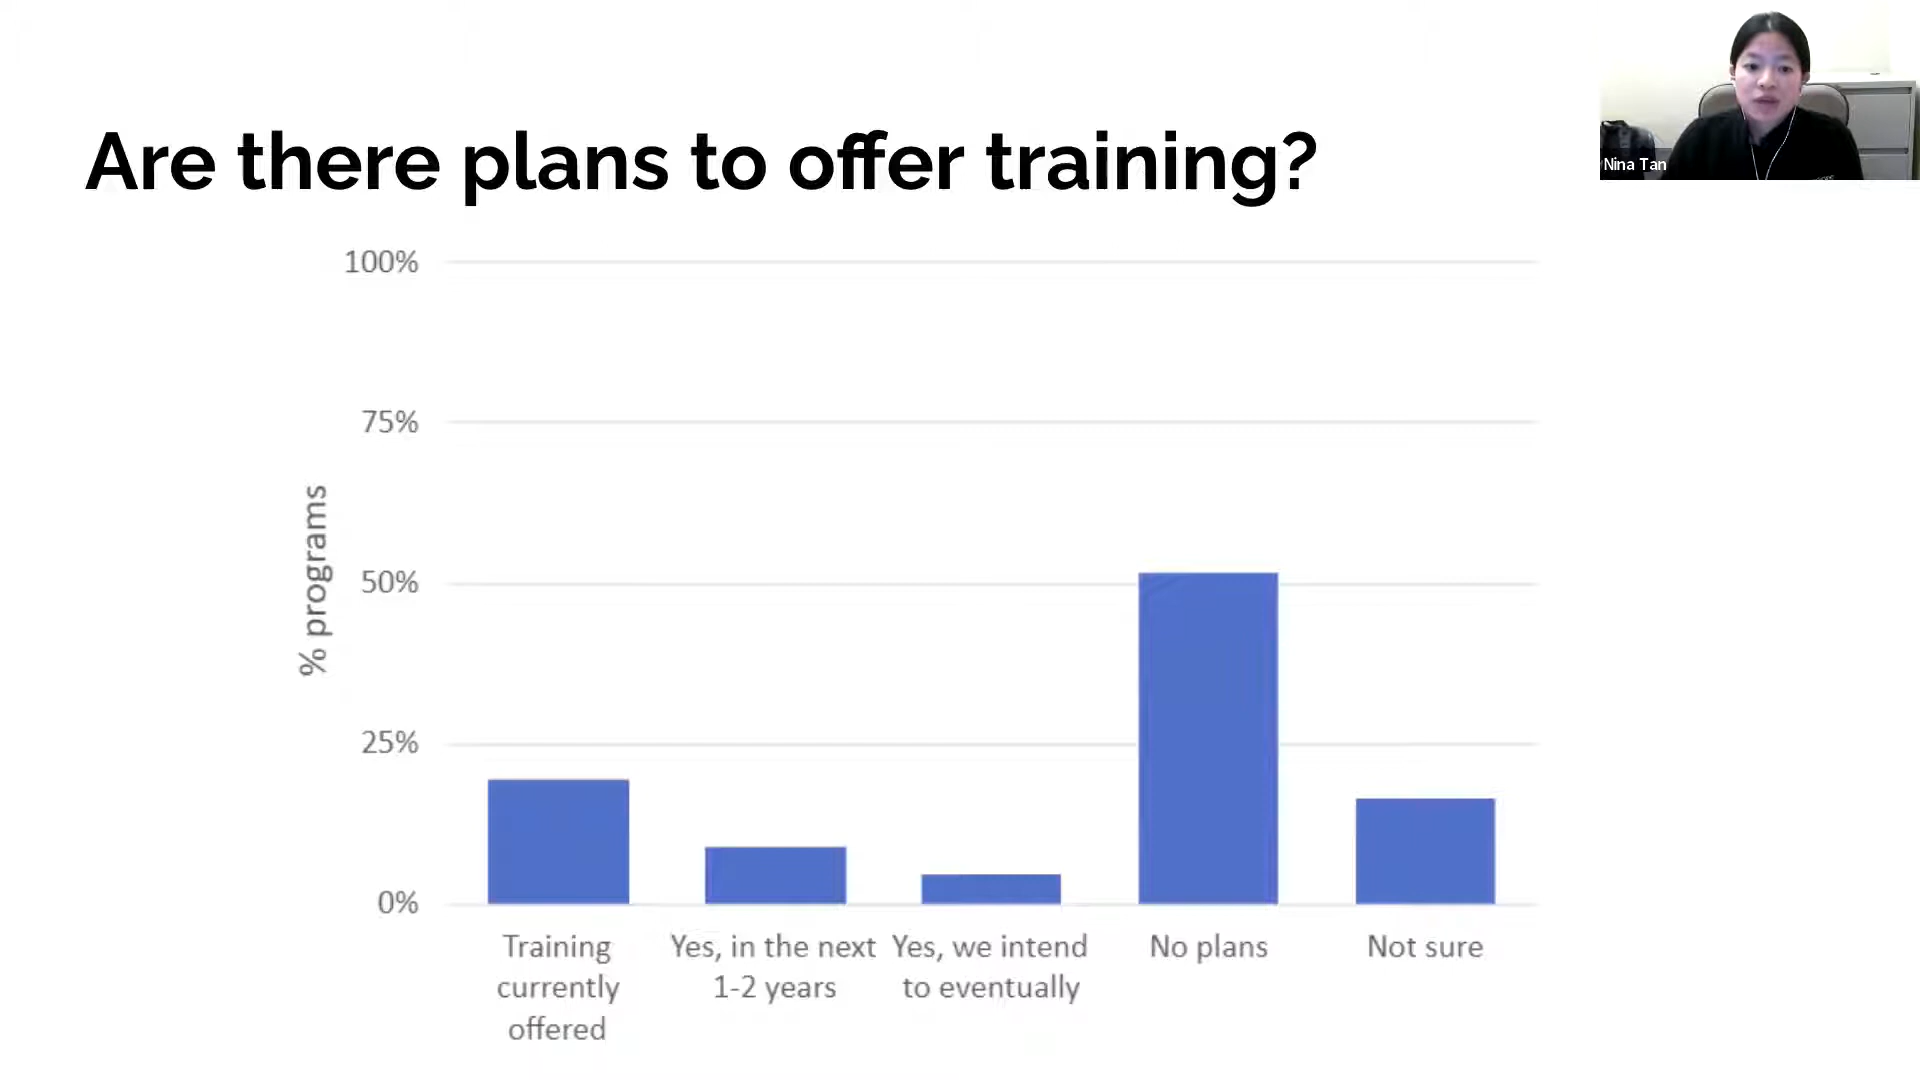 Are there plans to offer training?
Nina Tan
100%
75%
50%
25%
0%
% programs
Training
currently
offered
Yes, in the next
1-2 years
Yes, we intend
to eventually
No plans
Not sure